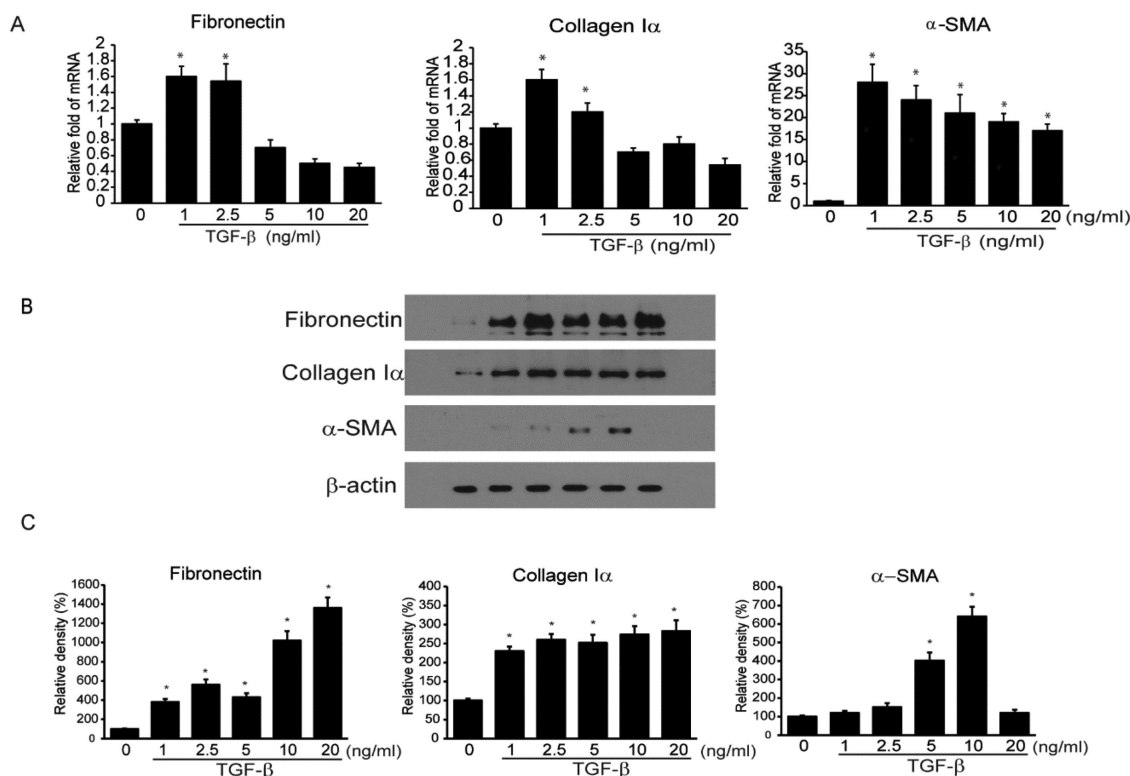 A
Fibronectin
Relative fold of mRNA
2
1.8
1.6
1.4
1.2
1
0.8
0.6
0.4
0.2
0
* *
0 1 2.5 5 10 20
TGF-β (ng/ml)
Collagen Iα
Relative fold of mRNA
2
1.8
1.6
1.4
1.2
1
0.8
0.6
0.4
0.2
0
* *
0 1 2.5 5 10 20
TGF-β (ng/ml)
α-SMA
Relative fold of mRNA
35
30
25
20
15
10
5
0
* * * * *
0 1 2.5 5 10 20 (ng/ml)
TGF-β (ng/ml)
B
Fibronectin
Collagen Iα
α-SMA
β-actin
C
Fibronectin
Relative density (%)
1600
1400
1200
1000
800
600
400
200
0
* * * * *
0 1 2.5 5 10 20 (ng/ml)
TGF-β
Collagen Iα
Relative density (%)
400
350
300
250
200
150
100
50
0
* * * * *
0 1 2.5 5 10 20 (ng/ml)
TGF-β
α–SMA
Relative density (%)
800
700
600
500
400
300
200
100
0
* *
0 1 2.5 5 10 20 (ng/ml)
TGF-β